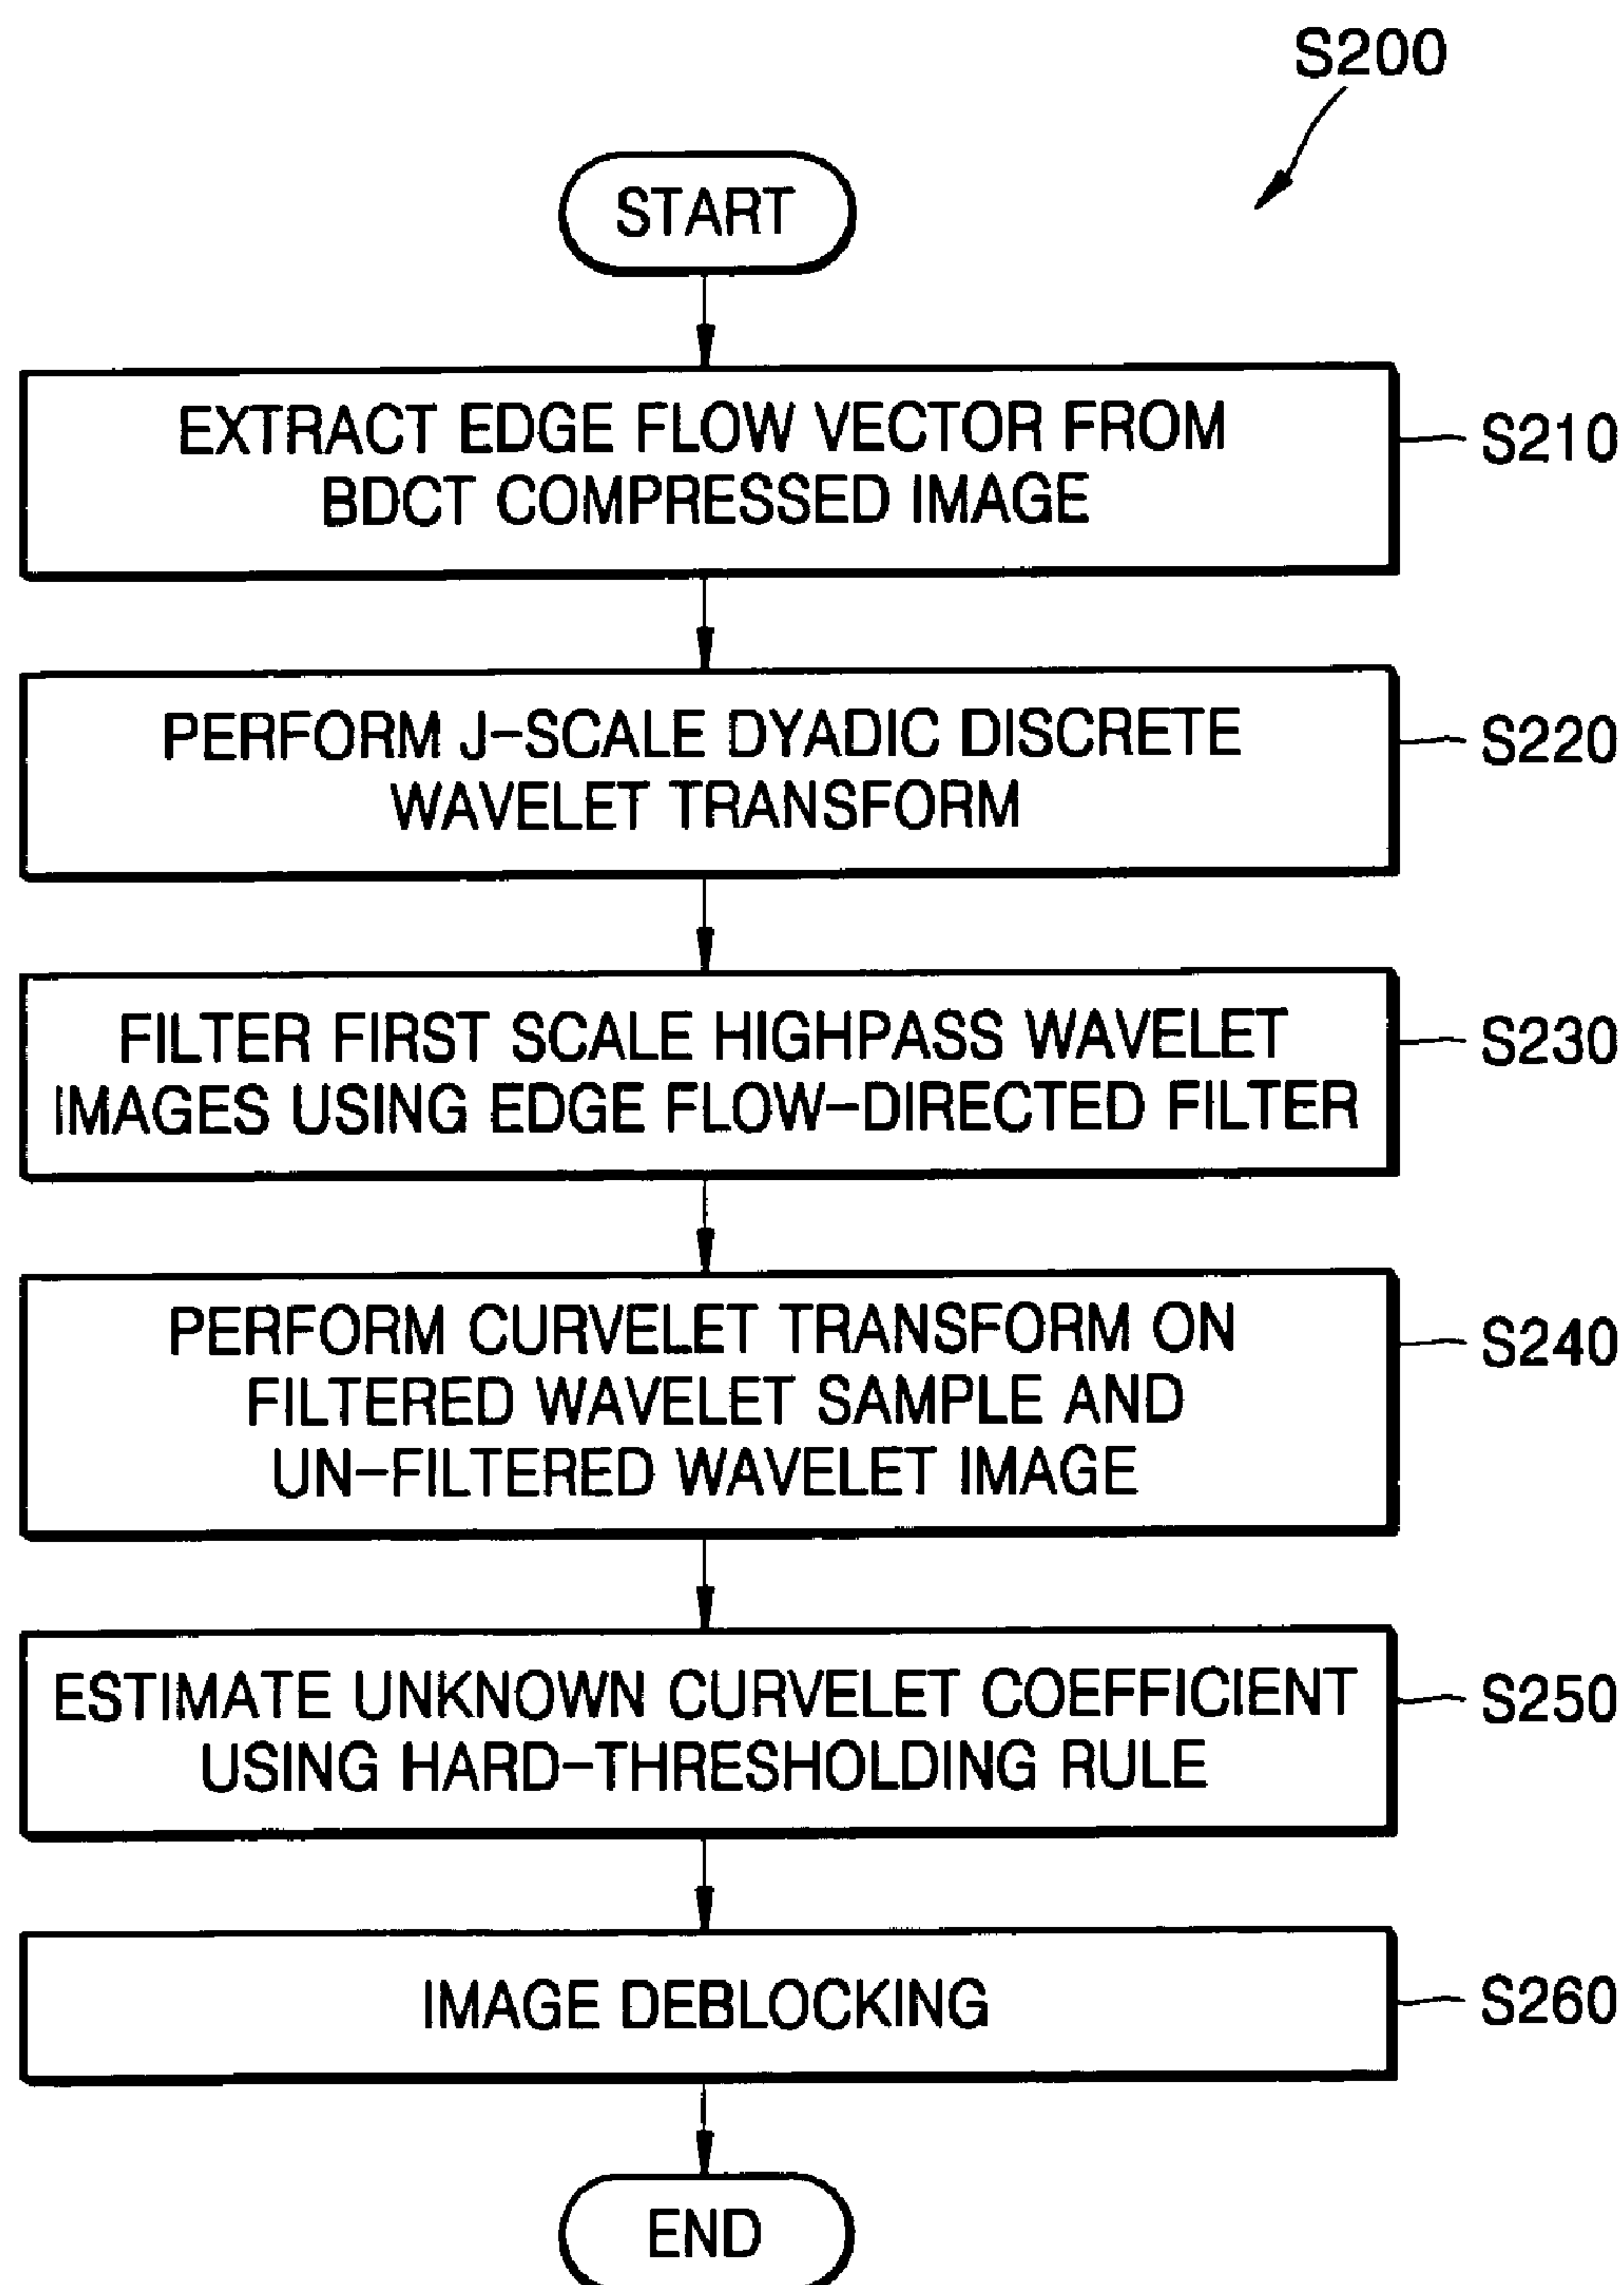 S200
START
EXTRACT EDGE FLOW VECTOR FROM
BDCT COMPRESSED IMAGE
S210
PERFORM J-SCALE DYADIC DISCRETE
WAVELET TRANSFORM
S220
FILTER FIRST SCALE HIGHPASS WAVELET
IMAGES USING EDGE FLOW-DIRECTED FILTER
S230
PERFORM CURVELET TRANSFORM ON
FILTERED WAVELET SAMPLE AND
UN-FILTERED WAVELET IMAGE
S240
ESTIMATE UNKNOWN CURVELET COEFFICIENT
USING HARD-THRESHOLDING RULE
S250
IMAGE DEBLOCKING
S260
END